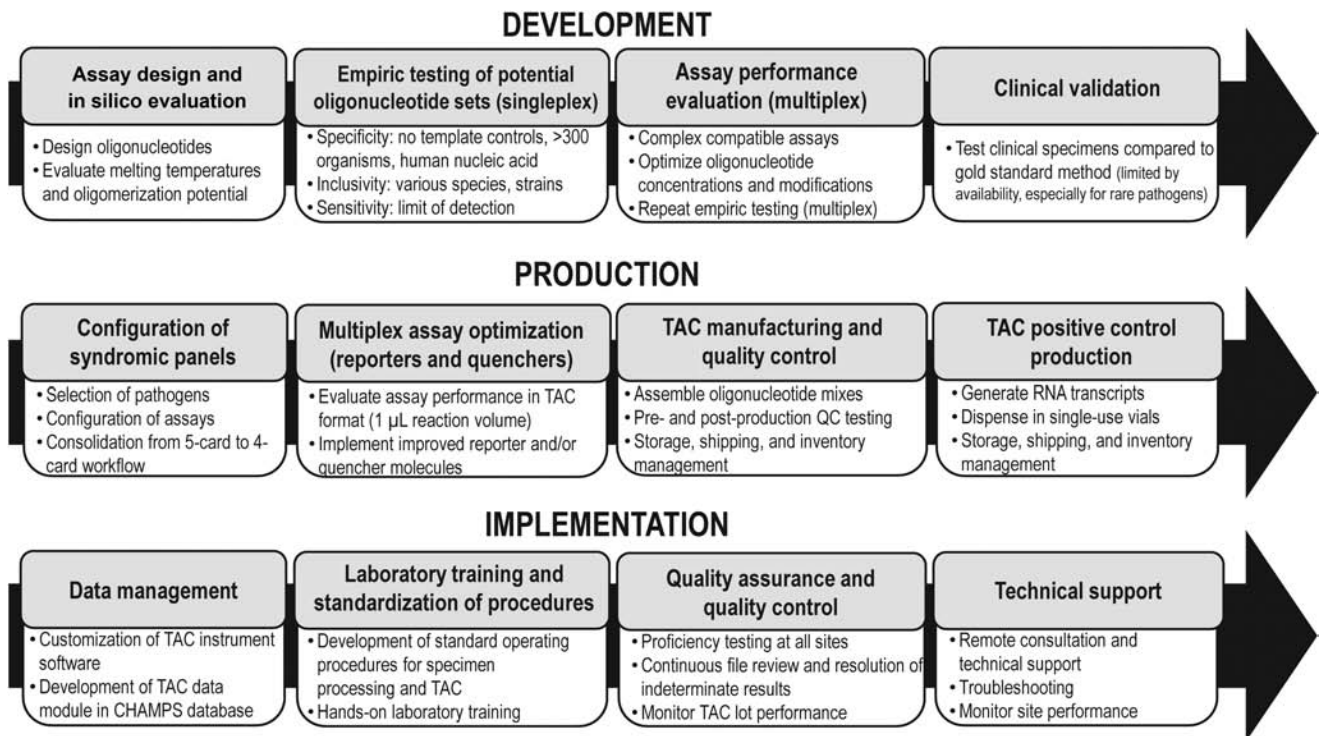 DEVELOPMENT
Assay design and
in silico evaluation
• Design oligonucleotides
• Evaluate melting temperatures
and oligomerization potential
Empiric testing of potential
oligonucleotide sets (singleplex)
• Specificity: no template controls, >300
organisms, human nucleic acid
• Inclusivity: various species, strains
• Sensitivity: limit of detection
Assay performance
evaluation (multiplex)
• Complex compatible assays
• Optimize oligonucleotide
concentrations and modifications
• Repeat empiric testing (multiplex)
Clinical validation
• Test clinical specimens compared to
gold standard method (limited by
availability, especially for rare pathogens)
PRODUCTION
Configuration of
syndromic panels
• Selection of pathogens
• Configuration of assays
• Consolidation from 5-card to 4-
card workflow
Multiplex assay optimization
(reporters and quenchers)
• Evaluate assay performance in TAC
format (1 µL reaction volume)
• Implement improved reporter and/or
quencher molecules
TAC manufacturing and
quality control
• Assemble oligonucleotide mixes
• Pre- and post-production QC testing
• Storage, shipping, and inventory
management
TAC positive control
production
• Generate RNA transcripts
• Dispense in single-use vials
• Storage, shipping, and inventory
management
IMPLEMENTATION
Data management
• Customization of TAC instrument
software
• Development of TAC data
module in CHAMPS database
Laboratory training and
standardization of procedures
• Development of standard operating
procedures for specimen
processing and TAC
• Hands-on laboratory training
Quality assurance and
quality control
• Proficiency testing at all sites
• Continuous file review and resolution of
indeterminate results
• Monitor TAC lot performance
Technical support
• Remote consultation and
technical support
• Troubleshooting
• Monitor site performance